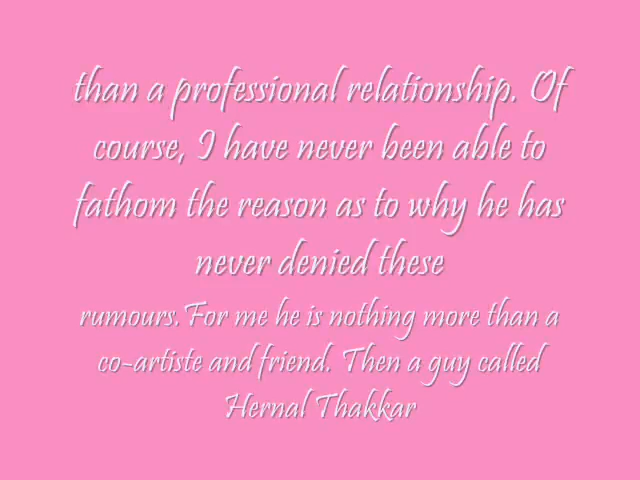 than a professional relationship. Of
course, I have never been able to
fathom the reason as to why he has
never denied these
rumours. For me he is nothing more than a
co-artiste and friend. Then a guy called
Hernal Thakkar